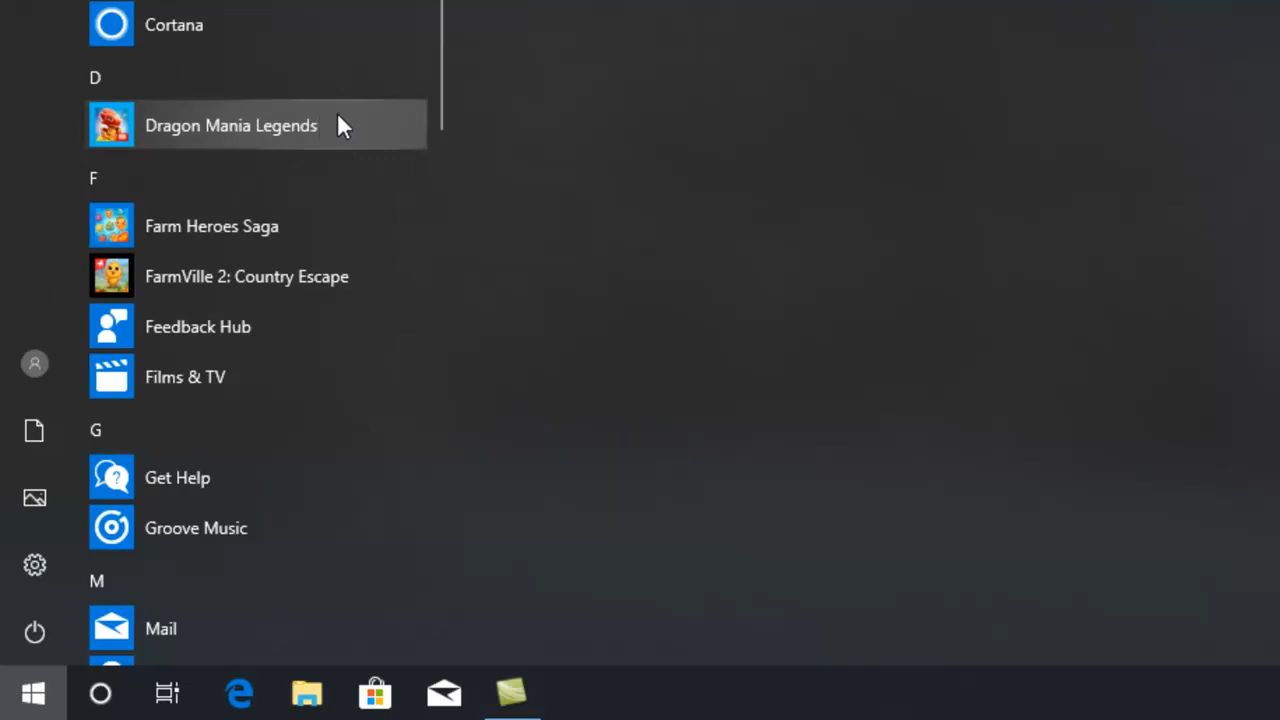 Cortana
D
Dragon Mania Legends
F
Farm Heroes Saga
FarmVille 2: Country Escape
Feedback Hub
Films & TV
G
Get Help
Groove Music
M
Mail